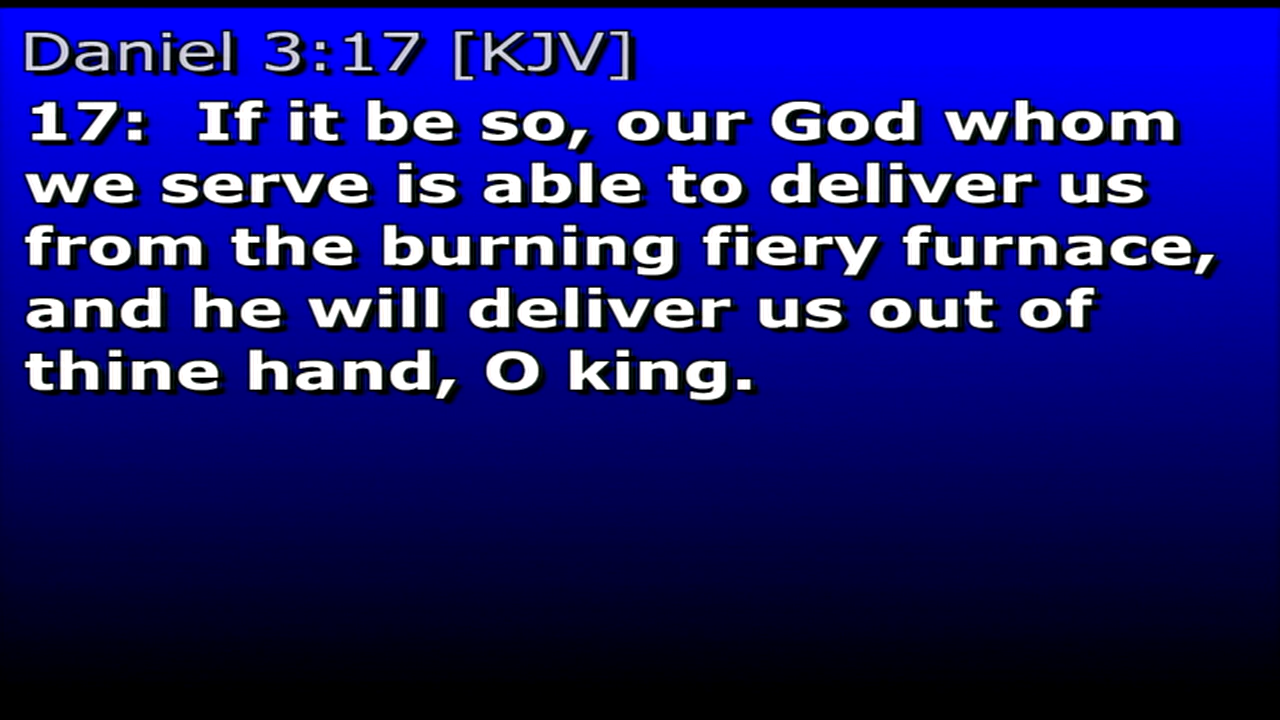 Daniel 3:17 [KJV]
17: If it be so, our God whom
we serve is able to deliver us
from the burning fiery furnace,
and he will deliver us out of
thine hand, O king.